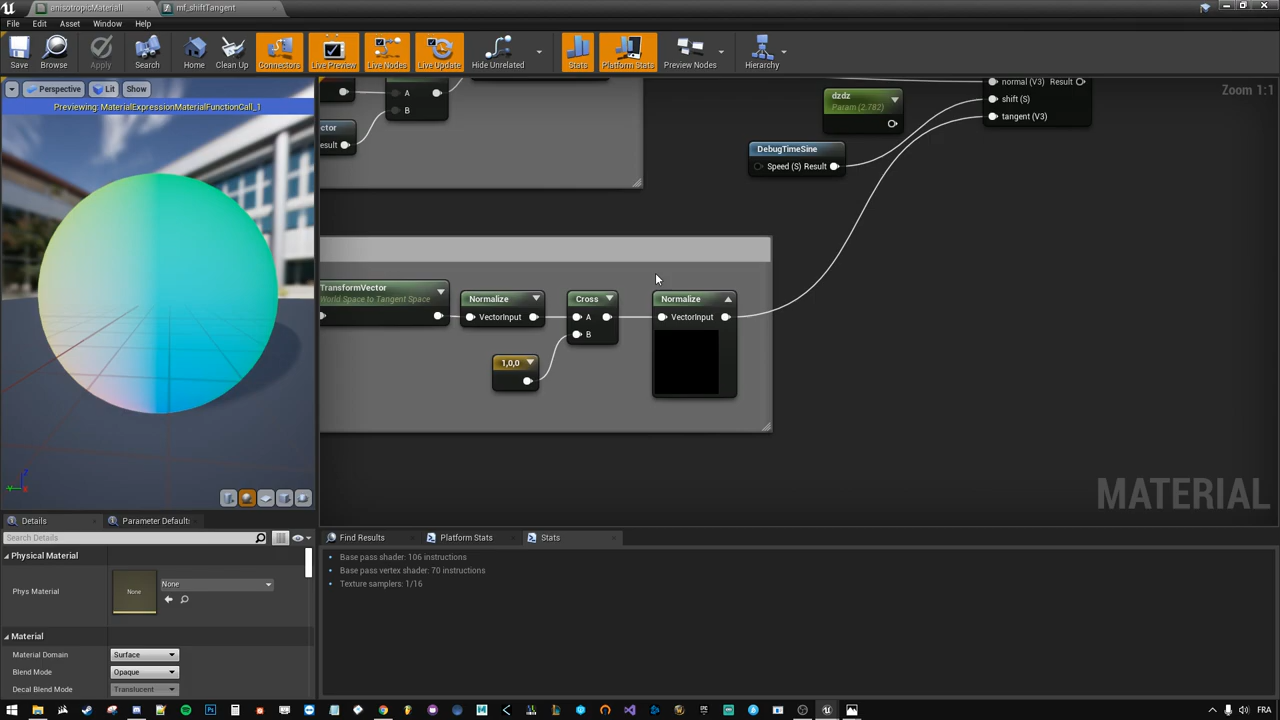 anisotropicMaterial1
mf_shiftTangent
File Edit Asset Window Help
Save
Browse
Apply
Search
Home
Clean Up
Connectors
Live Preview
Live Nodes
Live Update
Hide Unrelated
Stats
Platform Stats
Preview Nodes
Hierarchy
Perspective
Lit
Show
Previewing: MaterialExpressionMaterialFunctionCall_1
Zoom 1:1
A
B
ctor
esult
dzdz
Param (2.782)
normal (V3) Result
shift (S)
tangent (V3)
DebugTimeSine
Speed (S) Result
TransformVector
World Space to Tangent Space
Normalize
VectorInput
Cross
A
B
Normalize
VectorInput
1,0,0
MATERIAL
Z
Y
Details
Parameter Defaults
Search Details
Physical Material
Phys Material
None
None
Material
Material Domain
Surface
Blend Mode
Opaque
Decal Blend Mode
Translucent
Find Results
Platform Stats
Stats
Base pass shader: 106 instructions
Base pass vertex shader: 70 instructions
Texture samplers: 1/16
FRA